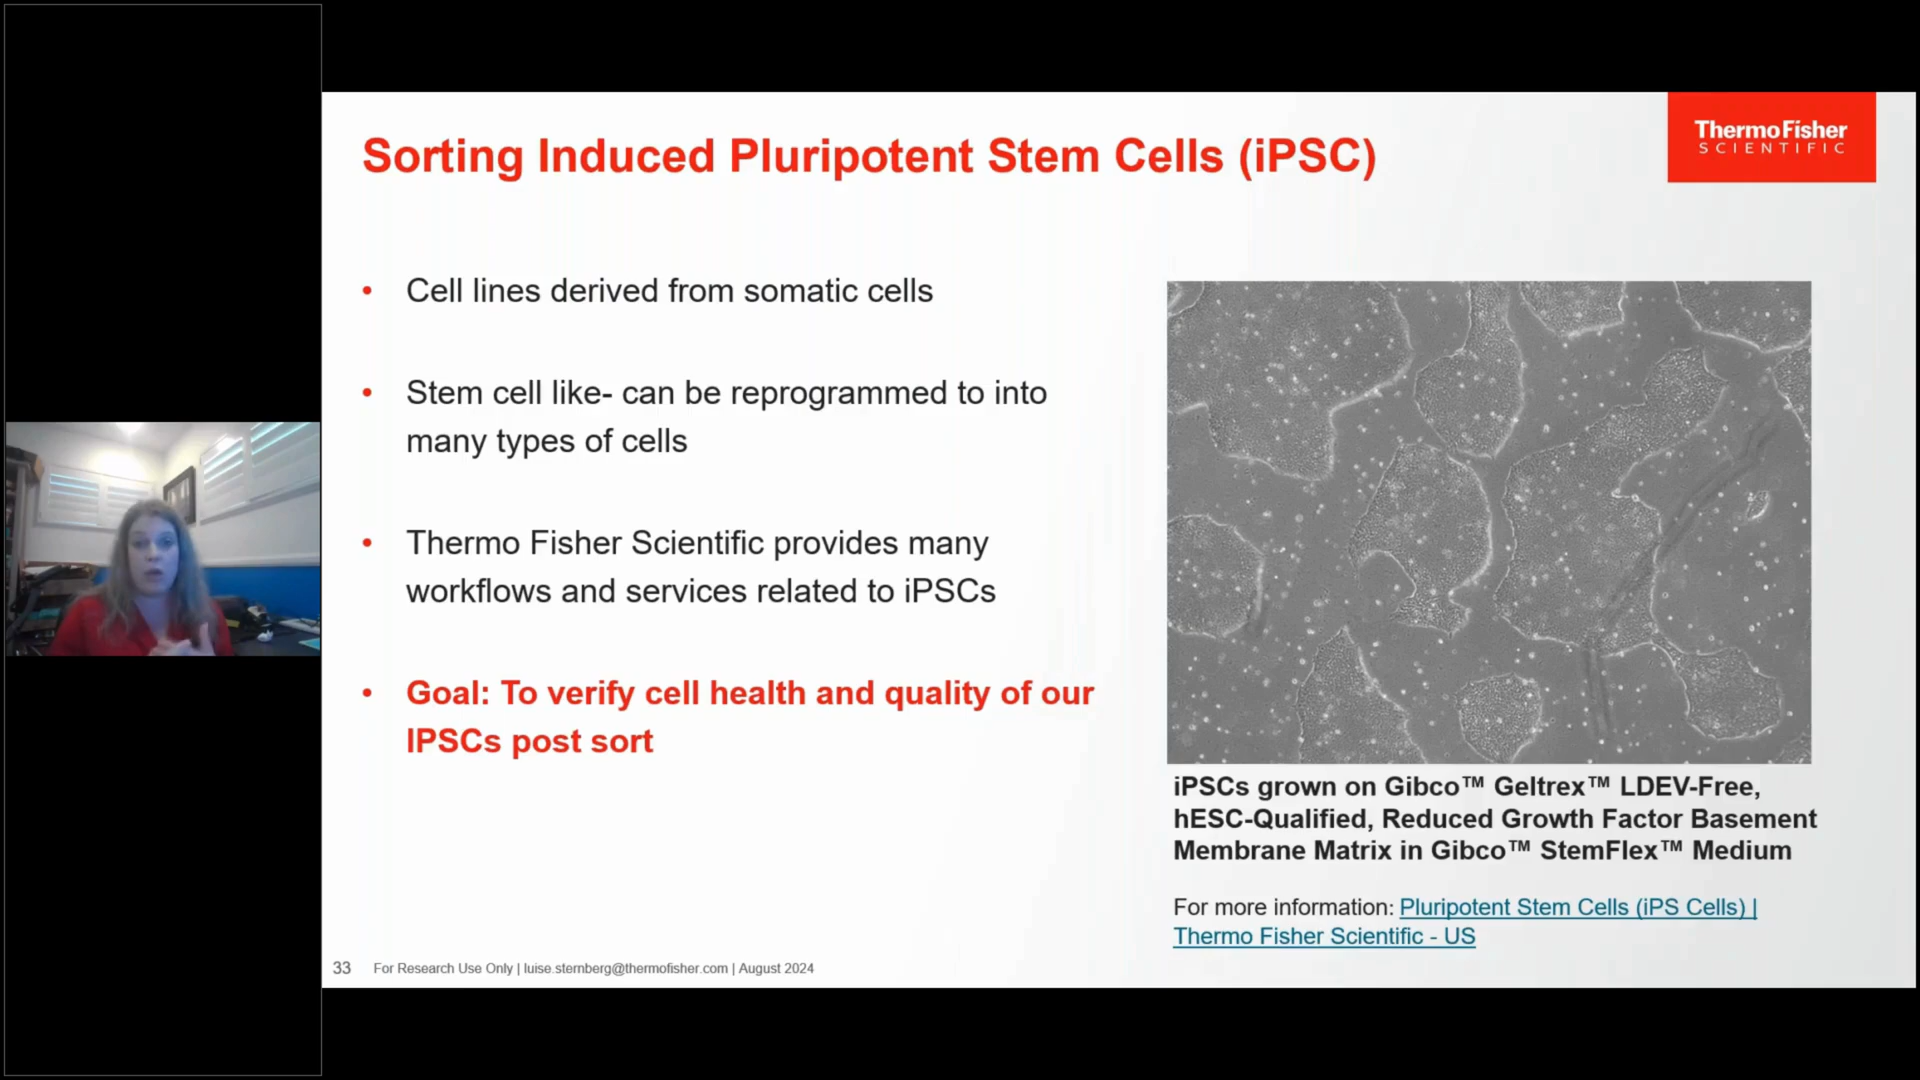 Sorting Induced Pluripotent Stem Cells (iPSC)
ThermoFisher
SCIENTIFIC
• Cell lines derived from somatic cells
• Stem cell like- can be reprogrammed to into
many types of cells
• Thermo Fisher Scientific provides many
workflows and services related to iPSCs
• Goal: To verify cell health and quality of our
IPSCs post sort
iPSCs grown on Gibco™ Geltrex™ LDEV-Free,
hESC-Qualified, Reduced Growth Factor Basement
Membrane Matrix in Gibco™ StemFlex™ Medium
For more information: Pluripotent Stem Cells (iPS Cells) |
Thermo Fisher Scientific - US
33 For Research Use Only | luise.sternberg@thermofisher.com | August 2024